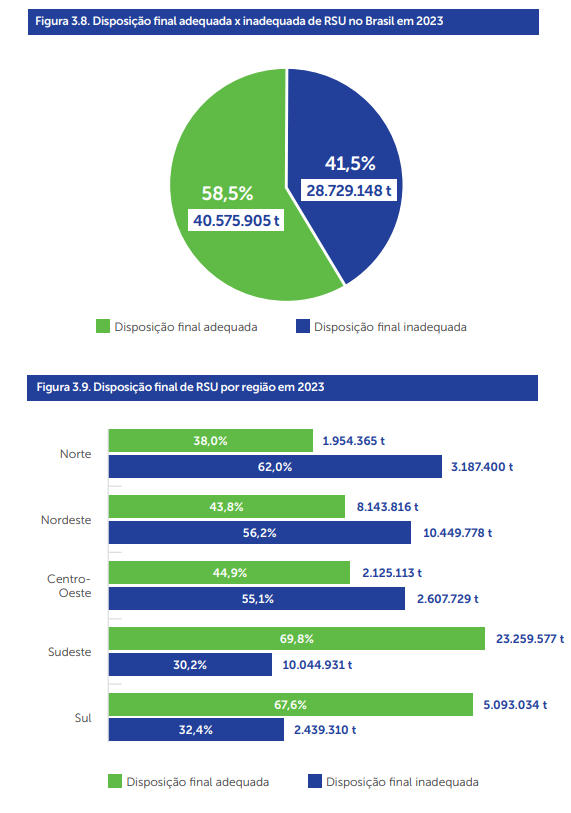 Figura 3.8. Disposição final adequada x inadequada de RSU no Brasil em 2023
41,5%
28.729.148 t
58,5%
40.575.905 t
Disposição final adequada
Disposição final inadequada
Figura 3.9. Disposição final de RSU por região em 2023
Norte
38,0%
1.954.365 t
62,0%
3.187.400 t
Nordeste
43,8%
8.143.816 t
56,2%
10.449.778 t
Centro-
Oeste
44,9%
2.125.113 t
55,1%
2.607.729 t
Sudeste
69,8%
23.259.577 t
30,2%
10.044.931 t
Sul
67,6%
5.093.034 t
32,4%
2.439.310 t
Disposição final adequada
Disposição final inadequada